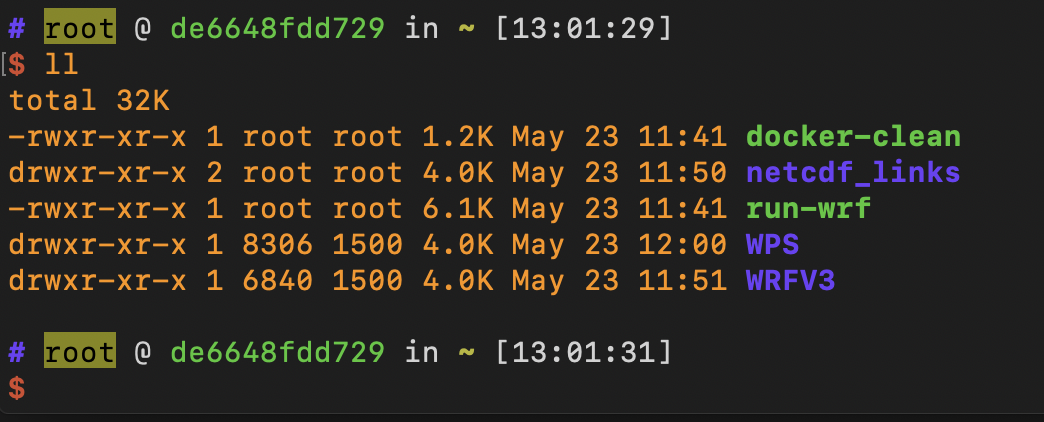 # root @ de6648fdd729 in ~ [13:01:29]
[$ ll
total 32K
-rwxr-xr-x 1 root root 1.2K May 23 11:41 docker-clean
drwxr-xr-x 2 root root 4.0K May 23 11:50 netcdf_links
-rwxr-xr-x 1 root root 6.1K May 23 11:41 run-wrf
drwxr-xr-x 1 8306 1500 4.0K May 23 12:00 WPS
drwxr-xr-x 1 6840 1500 4.0K May 23 11:51 WRFV3
# root @ de6648fdd729 in ~ [13:01:31]
$